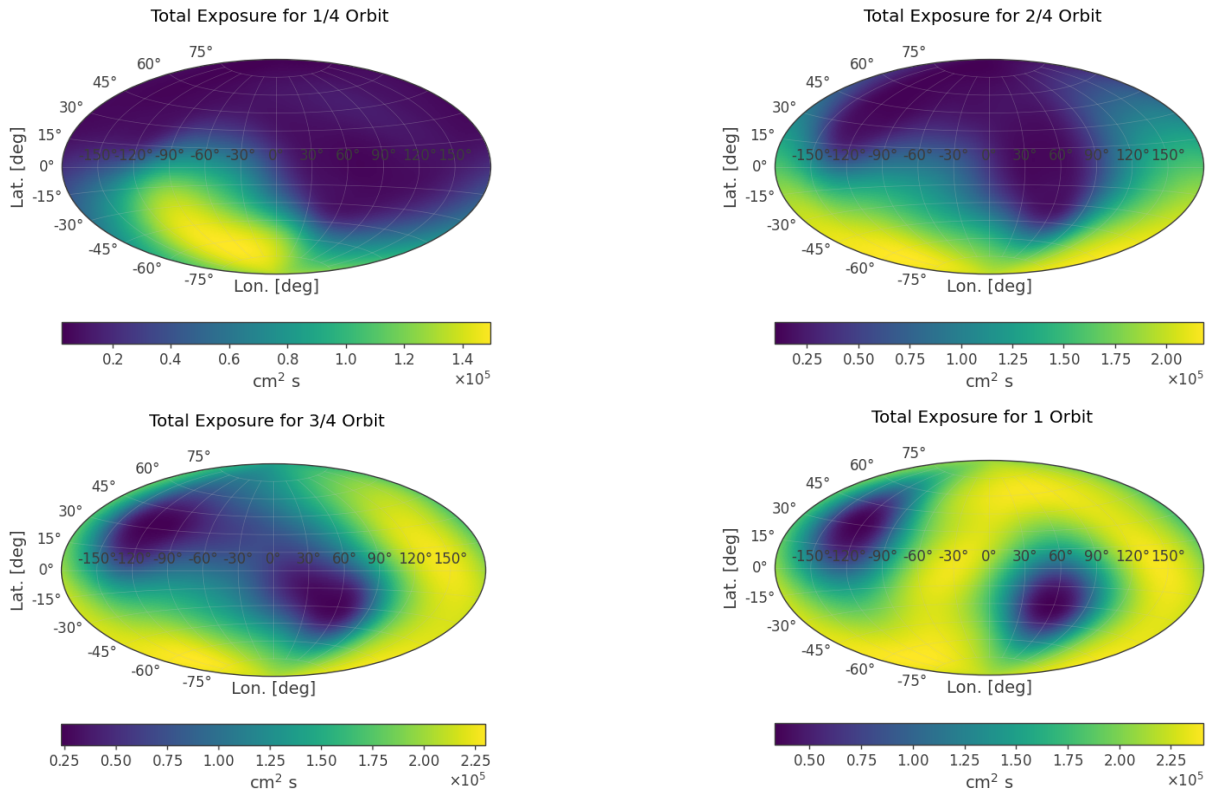 Total Exposure for 1/4 Orbit
75°
60°
45°
30°
15°
0°
-15°
-30°
-45°
-60°
-75°
-150° -120° -90° -60° -30° 0° 30° 60° 90° 120° 150°
Lat. [deg]
Lon. [deg]
0.2 0.4 0.6 0.8 1.0 1.2 1.4
×10⁵
cm² s
Total Exposure for 2/4 Orbit
75°
60°
45°
30°
15°
0°
-15°
-30°
-45°
-60°
-75°
-150° -120° -90° -60° -30° 0° 30° 60° 90° 120° 150°
Lat. [deg]
Lon. [deg]
0.25 0.50 0.75 1.00 1.25 1.50 1.75 2.00
×10⁵
cm² s
Total Exposure for 3/4 Orbit
75°
60°
45°
30°
15°
0°
-15°
-30°
-45°
-60°
-75°
-150° -120° -90° -60° -30° 0° 30° 60° 90° 120° 150°
Lat. [deg]
Lon. [deg]
0.25 0.50 0.75 1.00 1.25 1.50 1.75 2.00 2.25
×10⁵
cm² s
Total Exposure for 1 Orbit
75°
60°
45°
30°
15°
0°
-15°
-30°
-45°
-60°
-75°
-150° -120° -90° -60° -30° 0° 30° 60° 90° 120° 150°
Lat. [deg]
Lon. [deg]
0.50 0.75 1.00 1.25 1.50 1.75 2.00 2.25
×10⁵
cm² s